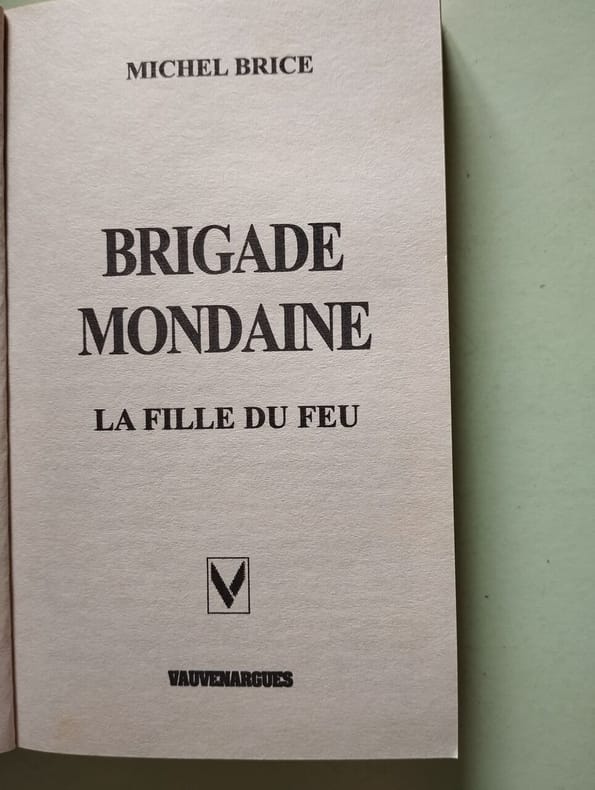 MICHEL BRICE
BRIGADE
MONDAINE
LA FILLE DU FEU
V
VAUVENARGUES